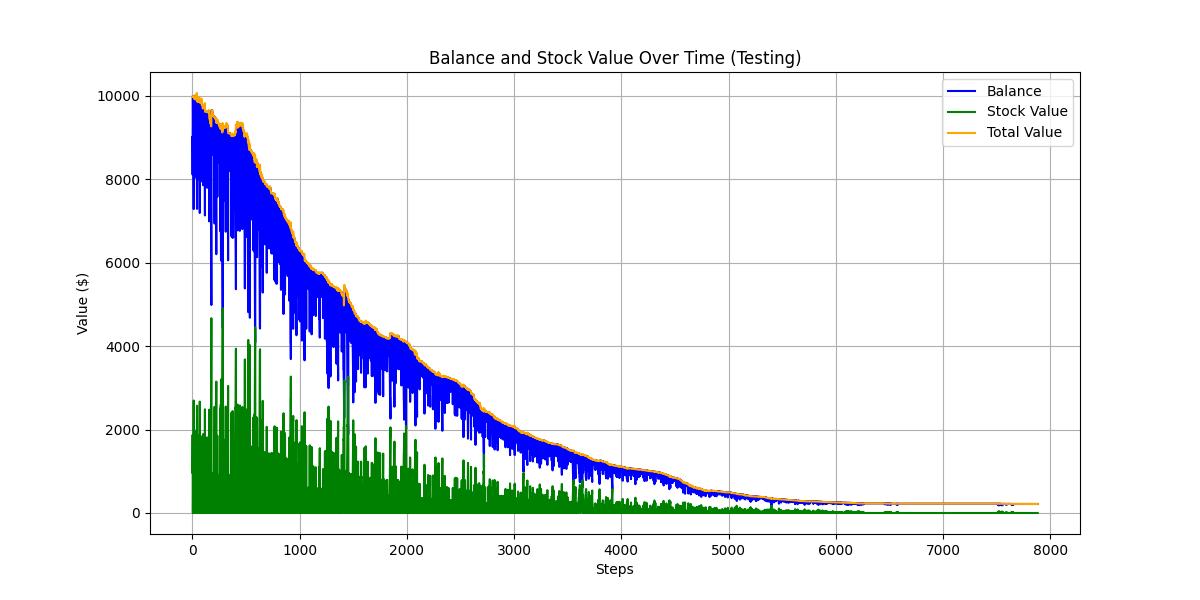 Balance and Stock Value Over Time (Testing)
Balance
Stock Value
Total Value
Value ($)
10000
8000
6000
4000
2000
0
0 1000 2000 3000 4000 5000 6000 7000 8000
Steps